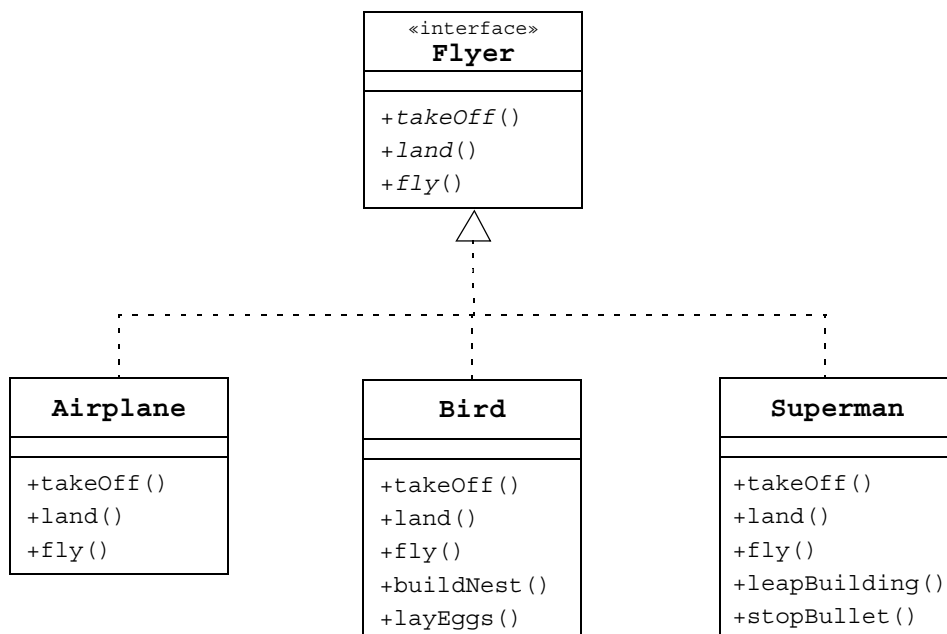 «interface»
Flyer
+takeOff()
+land()
+fly()
Airplane
+takeOff()
+land()
+fly()
Bird
+takeOff()
+land()
+fly()
+buildNest()
+layEggs()
Superman
+takeOff()
+land()
+fly()
+leapBuilding()
+stopBullet()